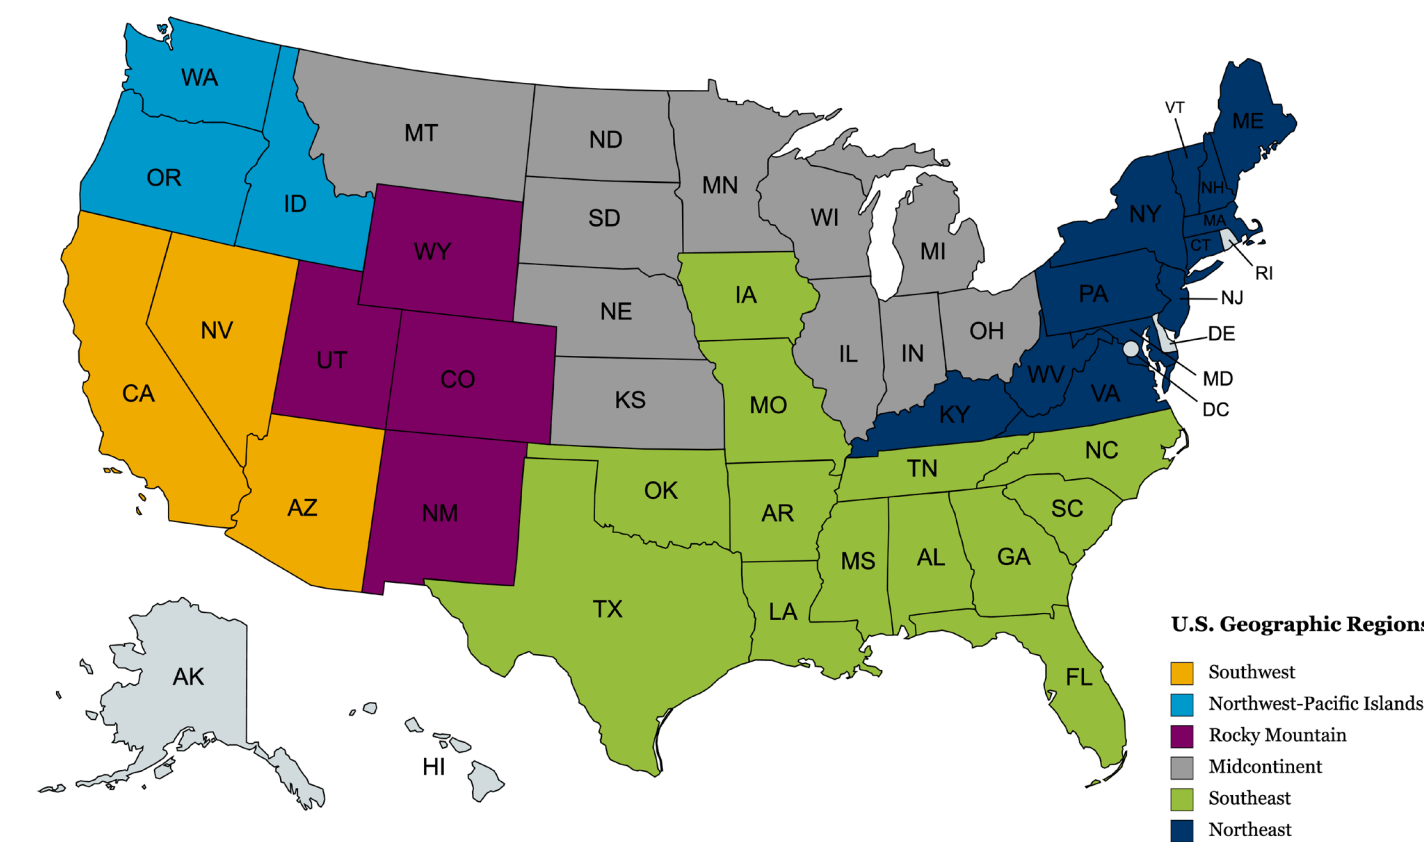 WA
MT
ND
MN
VT
ME
OR
ID
SD
WI
MI
NY
NH
MA
CT
RI
WY
NE
IA
PA
NJ
NV
UT
CO
KS
IL
IN
OH
DE
CA
MO
WV
VA
MD
KY
DC
AZ
NM
OK
AR
TN
NC
SC
TX
LA
MS
AL
GA
FL
AK
HI
U.S. Geographic Regions
Southwest
Northwest-Pacific Islands
Rocky Mountain
Midcontinent
Southeast
Northeast